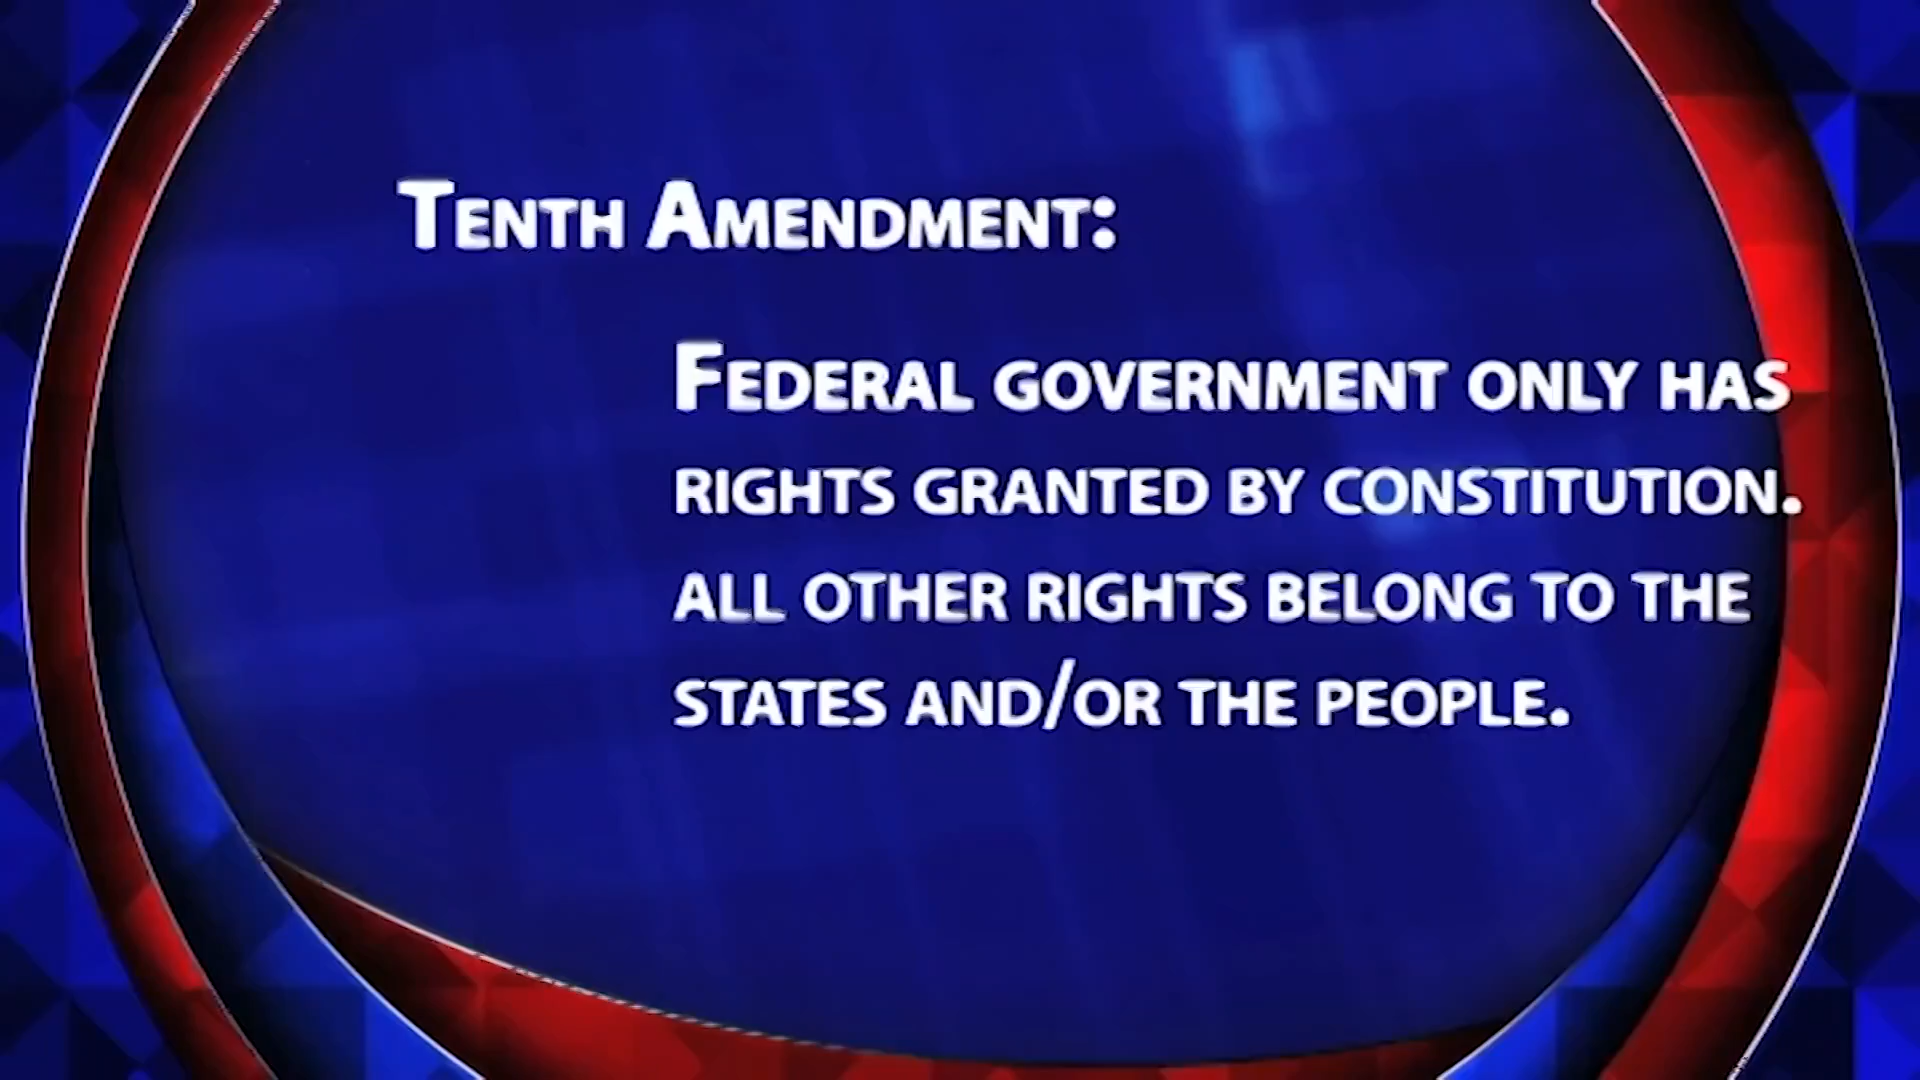 Tenth Amendment:
Federal government only has
rights granted by constitution.
all other rights belong to the
states and/or the people.